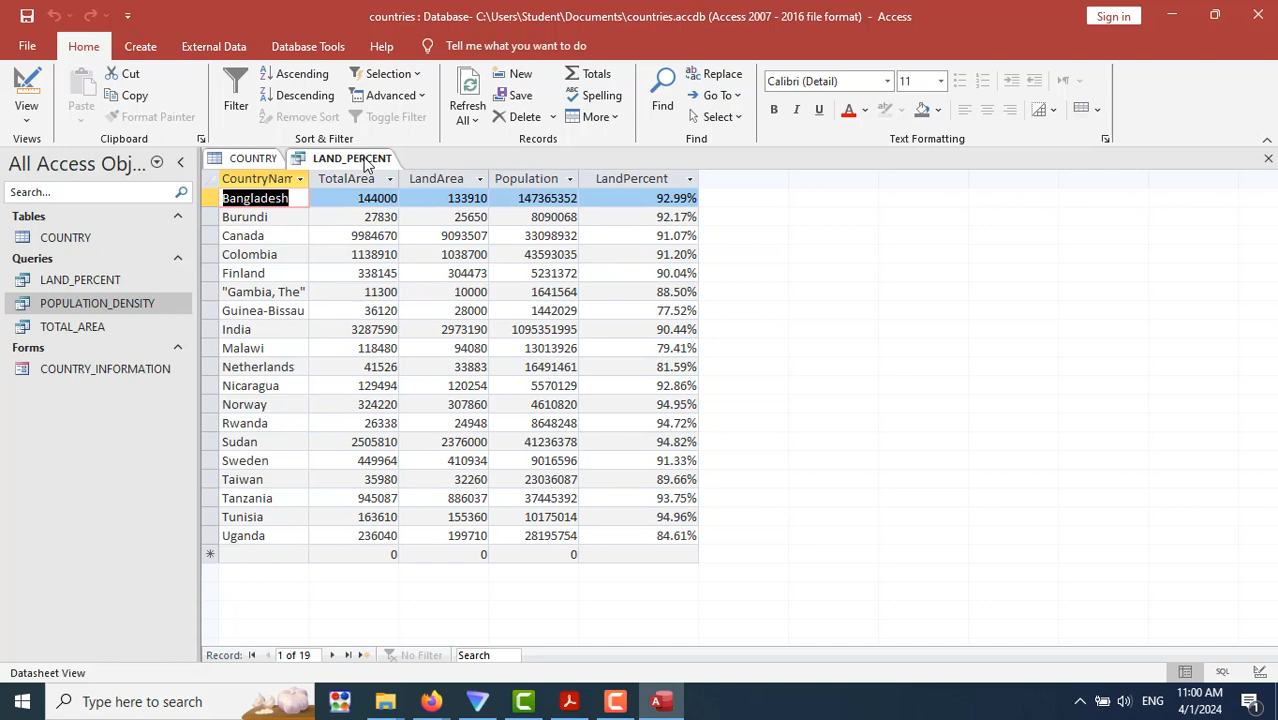 countries : Database- C:\Users\Student\Documents\countries.accdb (Access 2007 - 2016 file format) - Access
Sign in
File Home Create External Data Database Tools Help Tell me what you want to do
View
Views
Paste
Cut
Copy
Format Painter
Clipboard
Filter
Ascending
Descending
Remove Sort
Selection
Advanced
Toggle Filter
Sort & Filter
Refresh All
New
Save
Delete
Totals
Spelling
More
Records
Find
Replace
Go To
Select
Find
Calibri (Detail) 11
B I U A
Text Formatting
All Access Obj...
Search...
Tables
COUNTRY
Queries
LAND_PERCENT
POPULATION_DENSITY
TOTAL_AREA
Forms
COUNTRY_INFORMATION
COUNTRY LAND_PERCENT
CountryNam TotalArea LandArea Population LandPercent
Bangladesh 144000 133910 147365352 92.99%
Burundi 27830 25650 8090068 92.17%
Canada 9984670 9093507 33098932 91.07%
Colombia 1138910 1038700 43593035 91.20%
Finland 338145 304473 5231372 90.04%
"Gambia, The" 11300 10000 1641564 88.50%
Guinea-Bissau 36120 28000 1442029 77.52%
India 3287590 2973190 1095351995 90.44%
Malawi 118480 94080 13013926 79.41%
Netherlands 41526 33883 16491461 81.59%
Nicaragua 129494 120254 5570129 92.86%
Norway 324220 307860 4610820 94.95%
Rwanda 26338 24948 8648248 94.72%
Sudan 2505810 2376000 41236378 94.82%
Sweden 449964 410934 9016596 91.33%
Taiwan 35980 32260 23036087 89.66%
Tanzania 945087 886037 37445392 93.75%
Tunisia 163610 155360 10175014 94.96%
Uganda 236040 199710 28195754 84.61%
* 0 0 0
Record: 1 of 19 No Filter Search
Datasheet View SQL
Type here to search ENG 11:00 AM
4/1/2024
1